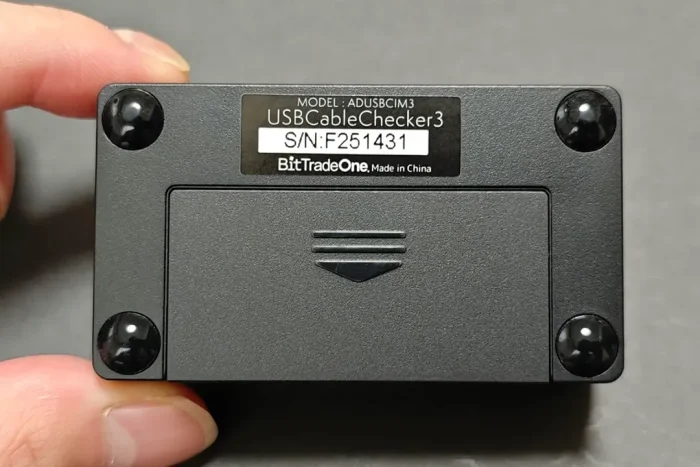 MODEL : ADUSBCIM3
USBCableChecker3
S/N:F251431
BitTradeOne, Made in China